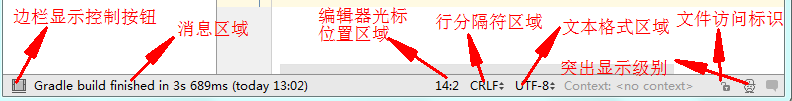 边栏显示控制按钮
消息区域
编辑器光标
位置区域
行分隔符区域
文本格式区域
文件访问标识
突出显示级别
Gradle build finished in 3s 689ms (today 13:02)
14:2 CRLF UTF-8 Context: <no context>